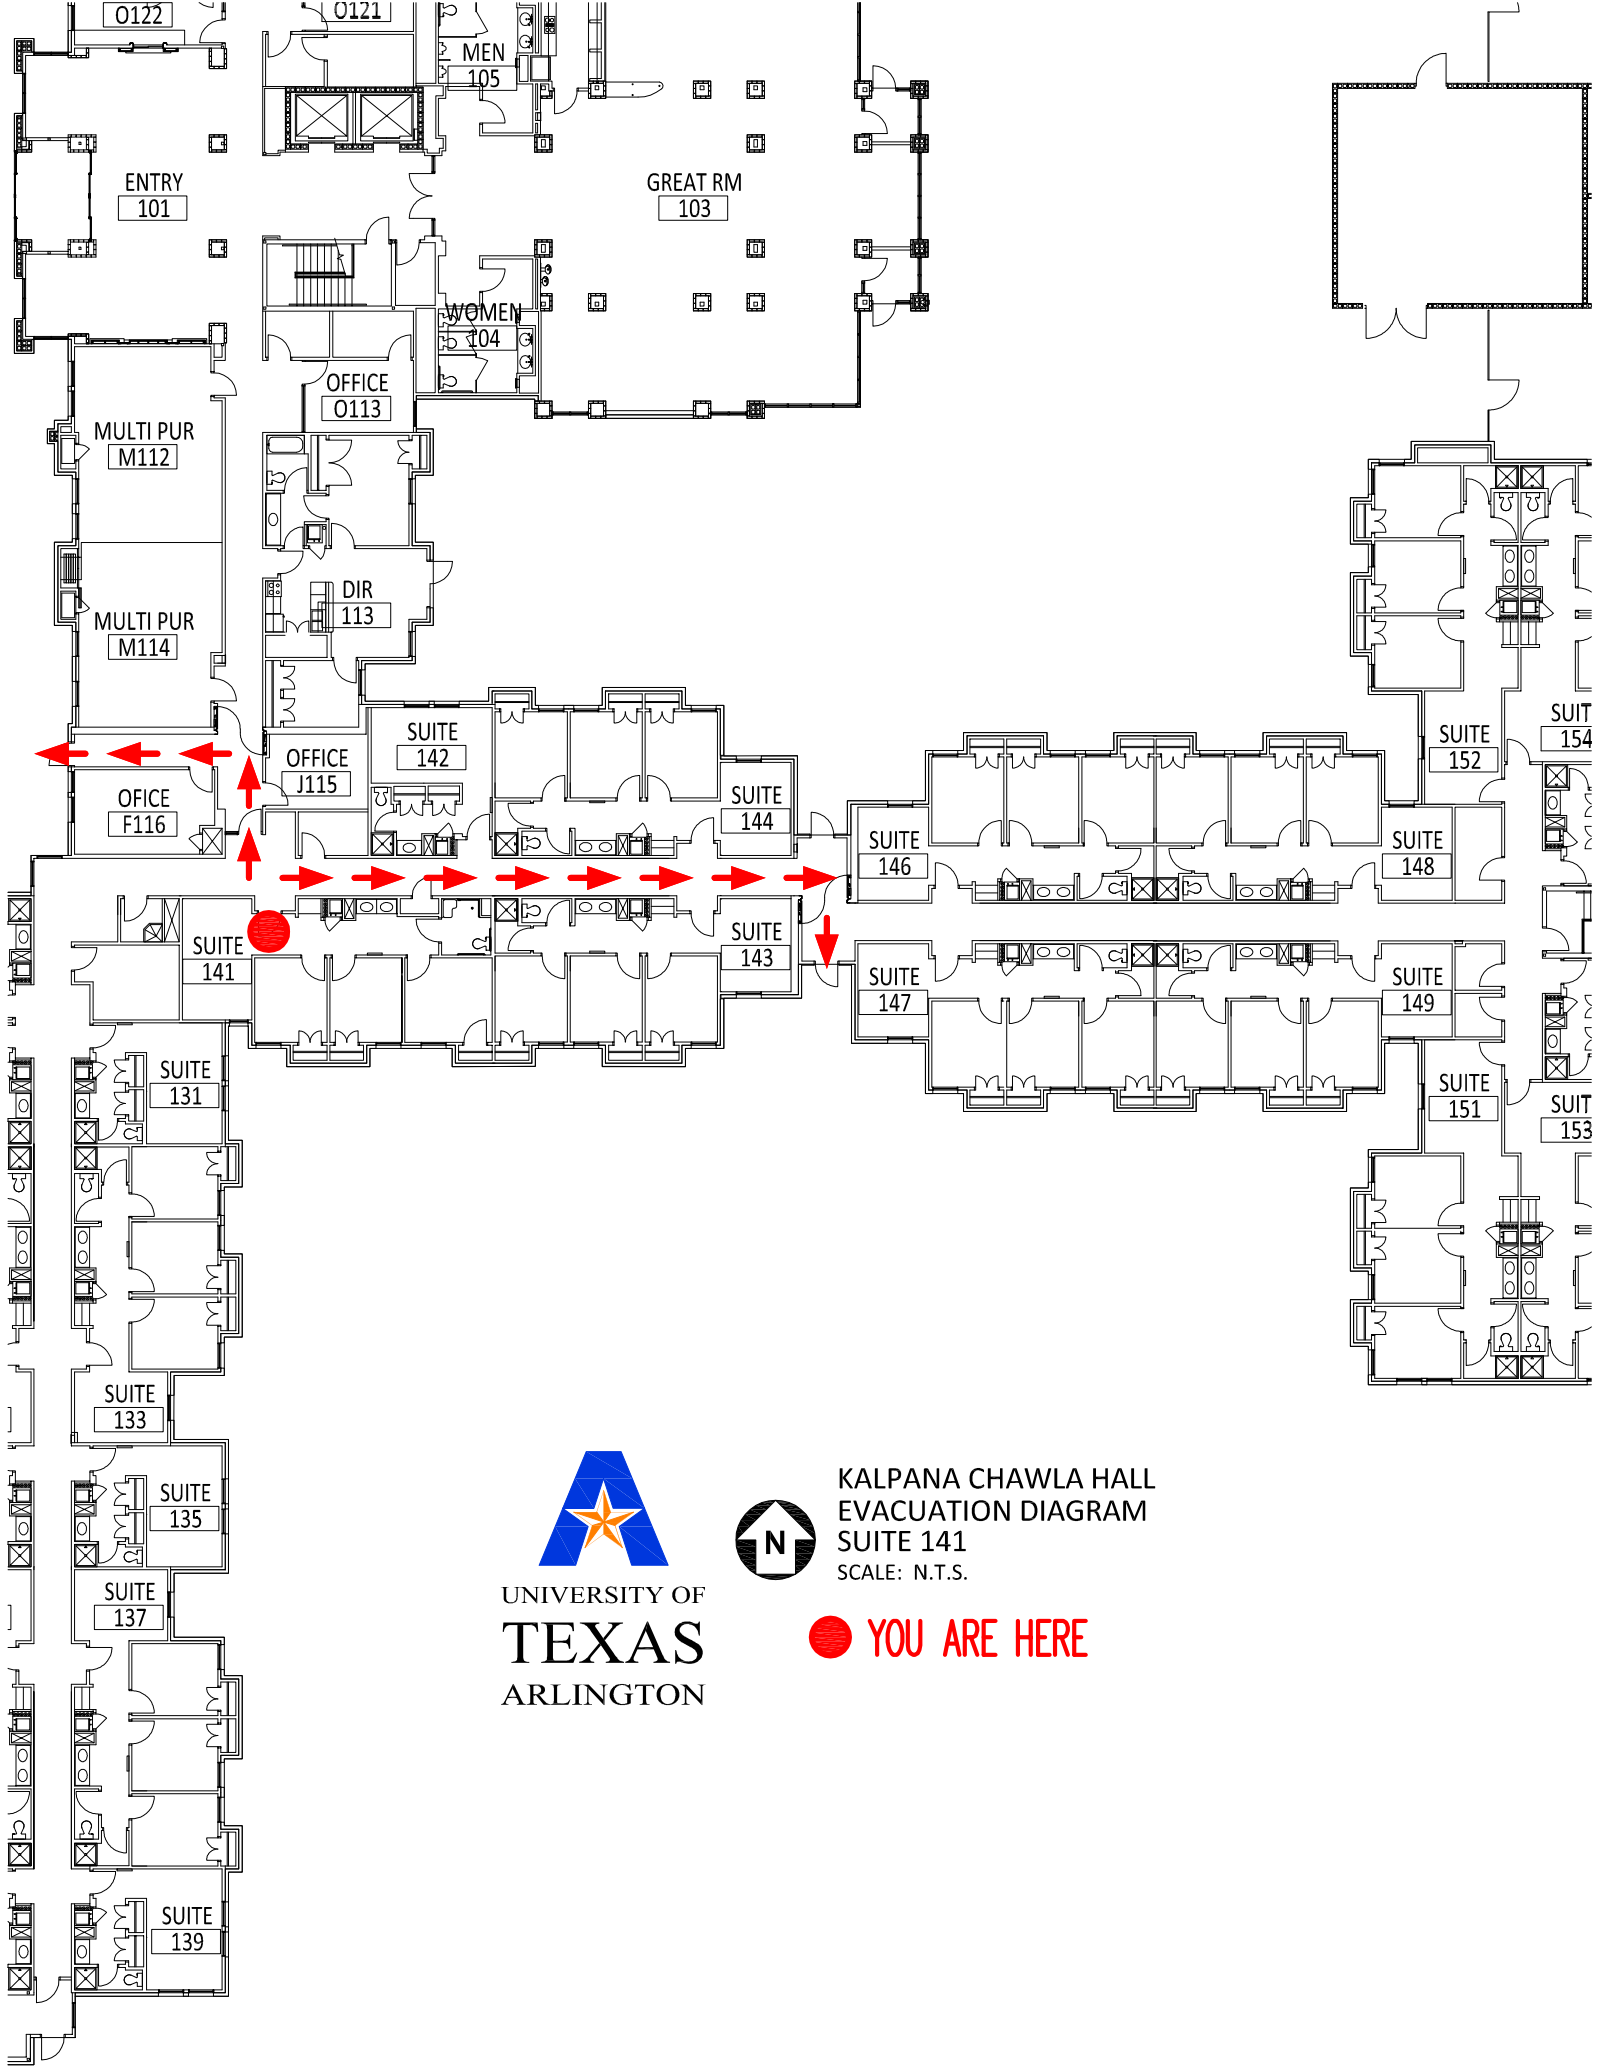 O122
O121
MEN
105
ENTRY
101
GREAT RM
103
WOMEN
104
OFFICE
O113
MULTI PUR
M112
DIR
113
MULTI PUR
M114
SUITE
142
OFFICE
J115
OFICE
F116
SUITE
144
SUITE
146
SUITE
148
SUITE
152
SUIT
154
SUITE
141
SUITE
143
SUITE
147
SUITE
149
SUITE
151
SUIT
153
SUITE
131
SUITE
133
SUITE
135
SUITE
137
SUITE
139
UNIVERSITY OF
TEXAS
ARLINGTON
N
KALPANA CHAWLA HALL
EVACUATION DIAGRAM
SUITE 141
SCALE: N.T.S.
YOU ARE HERE